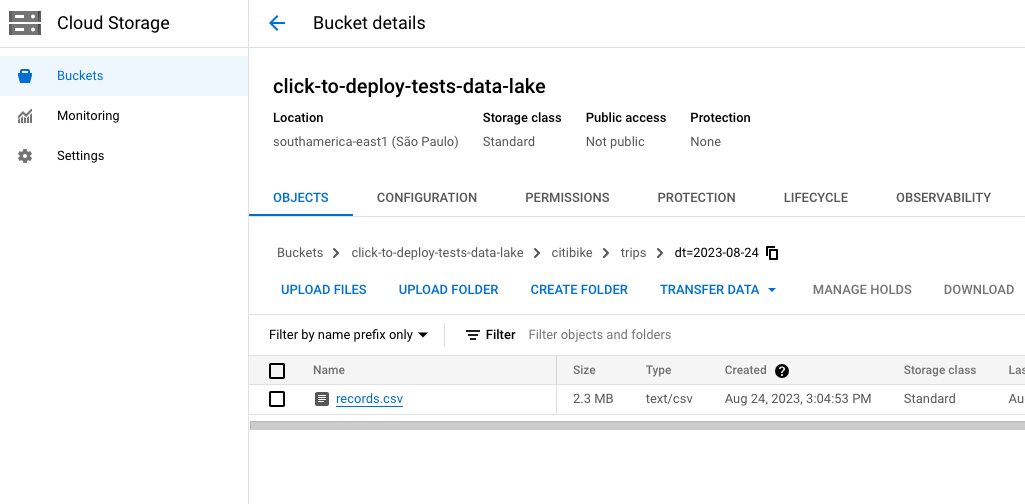 Cloud Storage
Bucket details
Buckets
Monitoring
Settings
click-to-deploy-tests-data-lake
Location Storage class Public access Protection
southamerica-east1 (São Paulo) Standard Not public None
OBJECTS CONFIGURATION PERMISSIONS PROTECTION LIFECYCLE OBSERVABILITY
Buckets > click-to-deploy-tests-data-lake > citibike > trips > dt=2023-08-24
UPLOAD FILES UPLOAD FOLDER CREATE FOLDER TRANSFER DATA MANAGE HOLDS DOWNLOAD
Filter by name prefix only Filter Filter objects and folders
Name Size Type Created ? Storage class Las
records.csv 2.3 MB text/csv Aug 24, 2023, 3:04:53 PM Standard Au